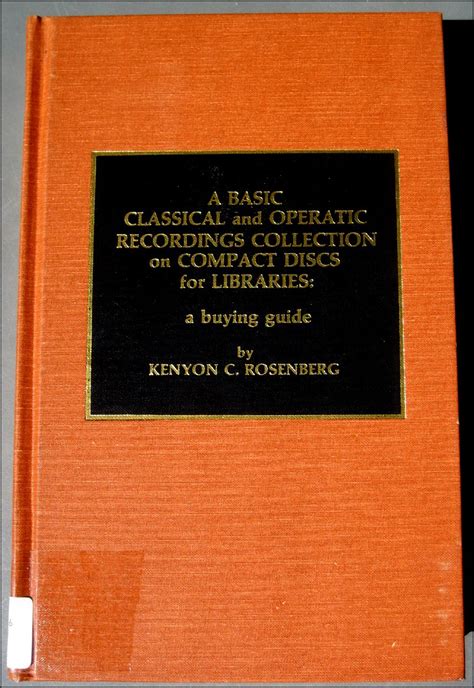 A BASIC
CLASSICAL and OPERATIC
RECORDINGS COLLECTION
on COMPACT DISCS
for LIBRARIES:
a buying guide
by
KENYON C. ROSENBERG